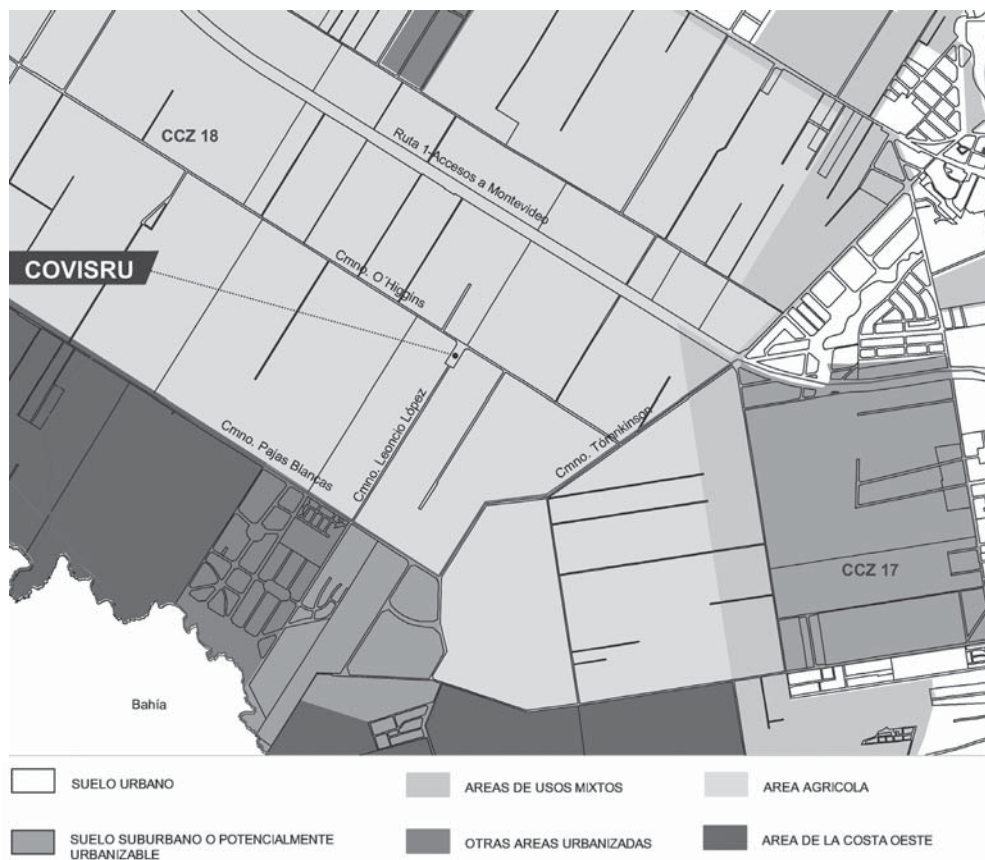 CCZ 18
Ruta 1-Accesos a Montevideo
COVISRU
Cmno. O'Higgins
Cmno. Pajas Blancas
Cmno. Leoncio López
Cmno. Tómnkinson
CCZ 17
Bahía
SUELO URBANO
AREAS DE USOS MIXTOS
AREA AGRICOLA
SUELO SUBURBANO O POTENCIALMENTE
URBANIZABLE
OTRAS AREAS URBANIZADAS
AREA DE LA COSTA OESTE